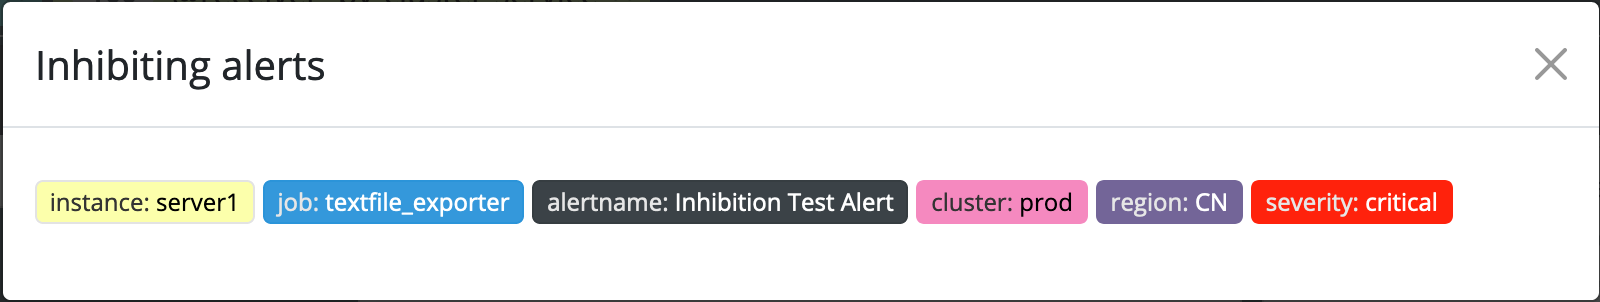 Inhibiting alerts
instance: server1 job: textfile_exporter alertname: Inhibition Test Alert cluster: prod region: CN severity: critical